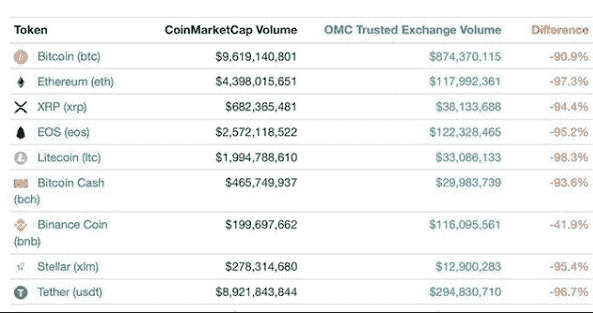 Token CoinMarketCap Volume OMC Trusted Exchange Volume Difference
Bitcoin (btc) $9,619,140,801 $874,370,115 -90.9%
Ethereum (eth) $4,398,015,651 $117,992,361 -97.3%
XRP (xrp) $682,365,481 $38,133,688 -94.4%
EOS (eos) $2,572,118,522 $122,328,465 -95.2%
Litecoin (ltc) $1,994,788,610 $33,086,133 -98.3%
Bitcoin Cash $465,749,937 $29,983,739 -93.6%
(bch)
Binance Coin $199,697,662 $116,095,561 -41.9%
(bnb)
Stellar (xlm) $278,314,680 $12,900,283 -95.4%
Tether (usdt) $8,921,843,844 $294,830,710 -96.7%